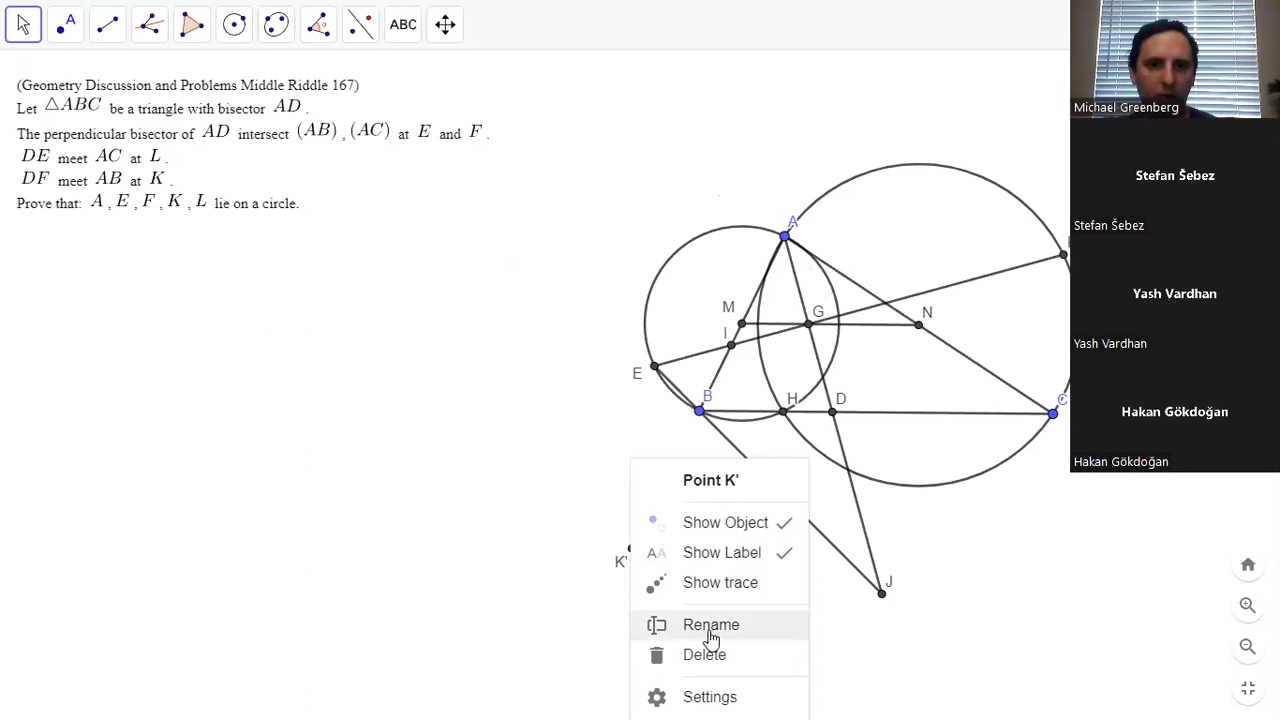 A
ABC
(Geometry Discussion and Problems Middle Riddle 167)
Let △ABC be a triangle with bisector AD .
The perpendicular bisector of AD intersect (AB) , (AC) at E and F .
DE meet AC at L .
DF meet AB at K .
Prove that: A , E , F , K , L lie on a circle.
A
M
G
N
I
E
B
H
D
C
K'
J
Point K'
Show Object
AA Show Label
Show trace
Rename
Delete
Settings
Michael Greenberg
Stefan Šebez
Stefan Šebez
Yash Vardhan
Yash Vardhan
Hakan Gökdoğan
Hakan Gökdoğan